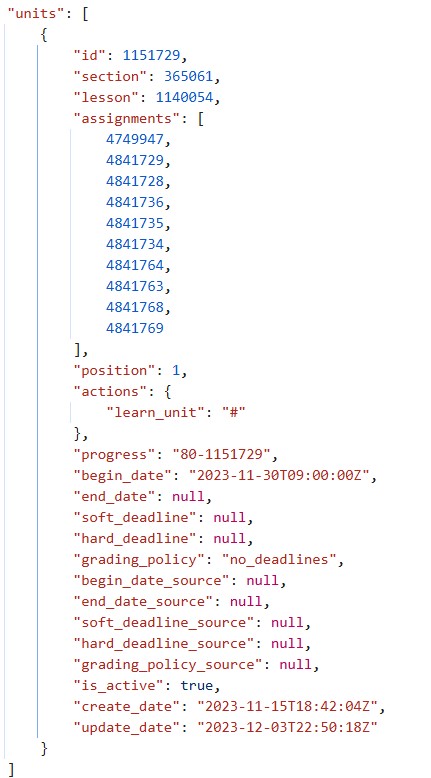 "units": [
{
"id": 1151729,
"section": 365061,
"lesson": 1140054,
"assignments": [
4749947,
4841729,
4841728,
4841736,
4841735,
4841734,
4841764,
4841763,
4841768,
4841769
],
"position": 1,
"actions": {
"learn_unit": "#"
},
"progress": "80-1151729",
"begin_date": "2023-11-30T09:00:00Z",
"end_date": null,
"soft_deadline": null,
"hard_deadline": null,
"grading_policy": "no_deadlines",
"begin_date_source": null,
"end_date_source": null,
"soft_deadline_source": null,
"hard_deadline_source": null,
"grading_policy_source": null,
"is_active": true,
"create_date": "2023-11-15T18:42:04Z",
"update_date": "2023-12-03T22:50:18Z"
}
]